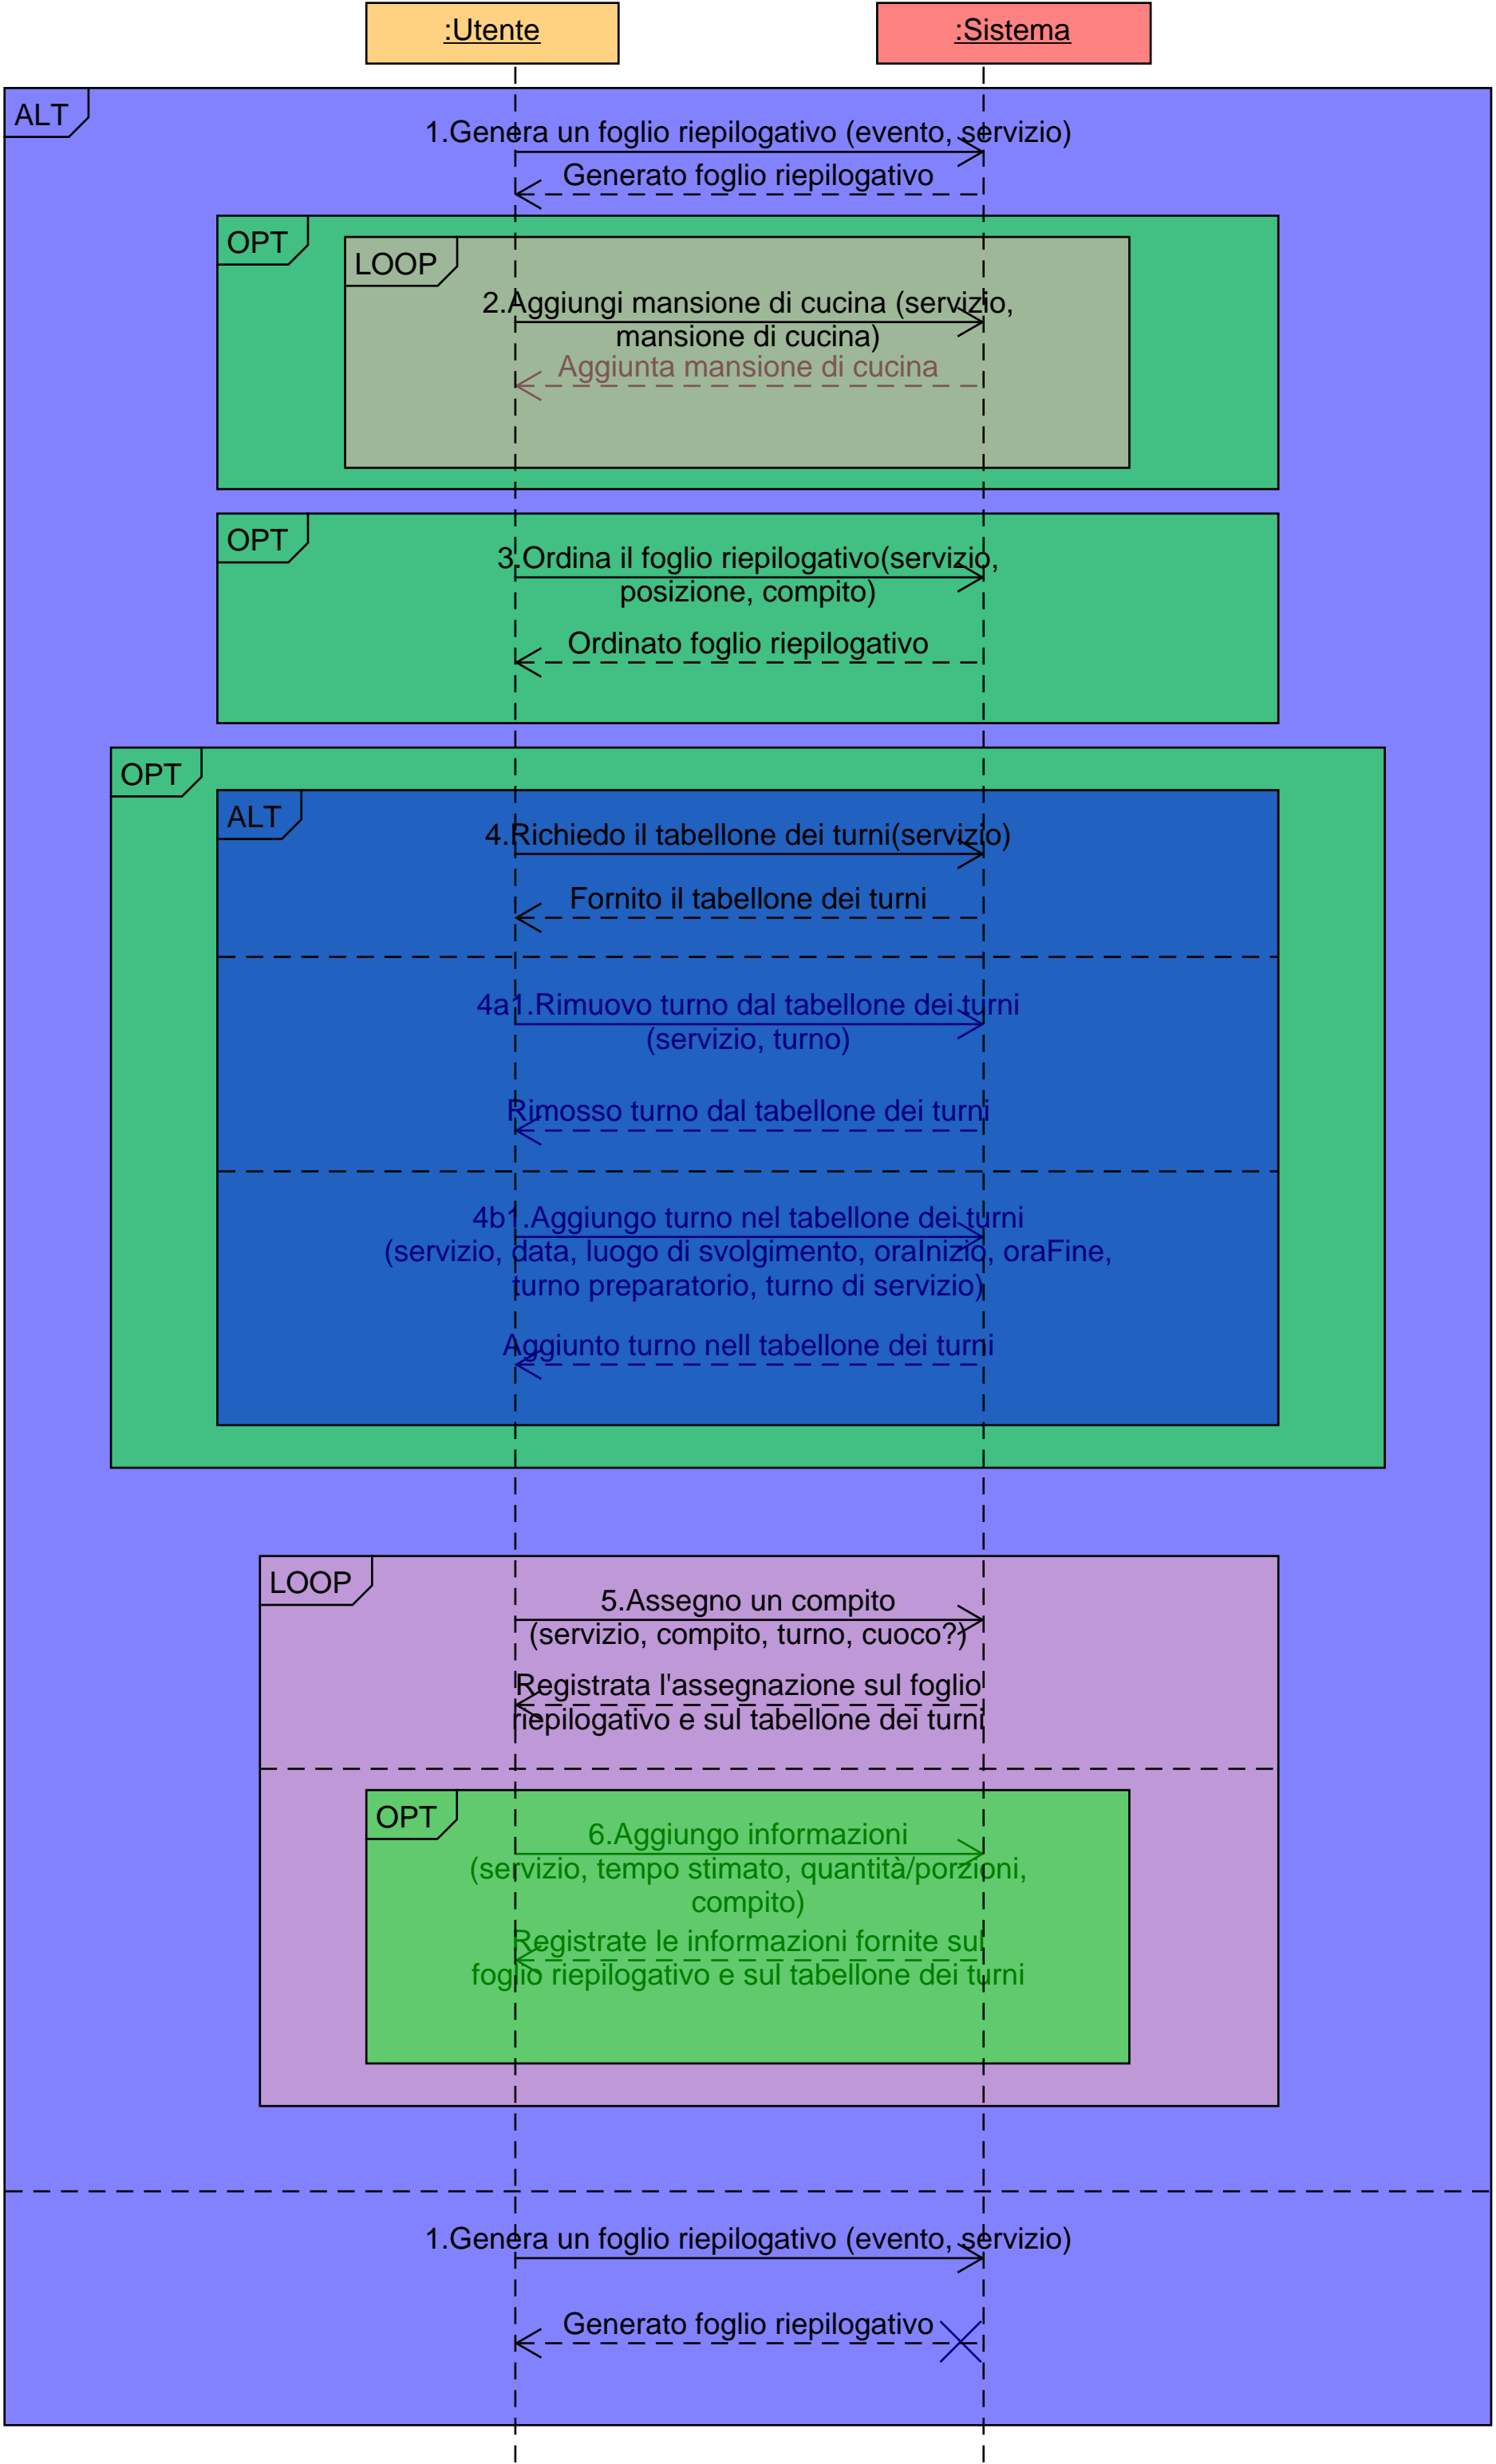 :Utente
:Sistema
ALT
1.Genera un foglio riepilogativo (evento, servizio)
Generato foglio riepilogativo
OPT
LOOP
2.Aggiungi mansione di cucina (servizio,
mansione di cucina)
Aggiunta mansione di cucina
OPT
3.Ordina il foglio riepilogativo(servizio,
posizione, compito)
Ordinato foglio riepilogativo
OPT
ALT
4.Richiedo il tabellone dei turni(servizio)
Fornito il tabellone dei turni
4a1.Rimuovo turno dal tabellone dei turni
(servizio, turno)
Rimosso turno dal tabellone dei turni
4b1.Aggiungo turno nel tabellone dei turni
(servizio, data, luogo di svolgimento, oraInizio, oraFine,
turno preparatorio, turno di servizio)
Aggiunto turno nell tabellone dei turni
LOOP
5.Assegno un compito
(servizio, compito, turno, cuoco?)
Registrata l'assegnazione sul foglio
riepilogativo e sul tabellone dei turni
OPT
6.Aggiungo informazioni
(servizio, tempo stimato, quantità/porzioni,
compito)
Registrate le informazioni fornite sul
foglio riepilogativo e sul tabellone dei turni
1.Genera un foglio riepilogativo (evento, servizio)
Generato foglio riepilogativo